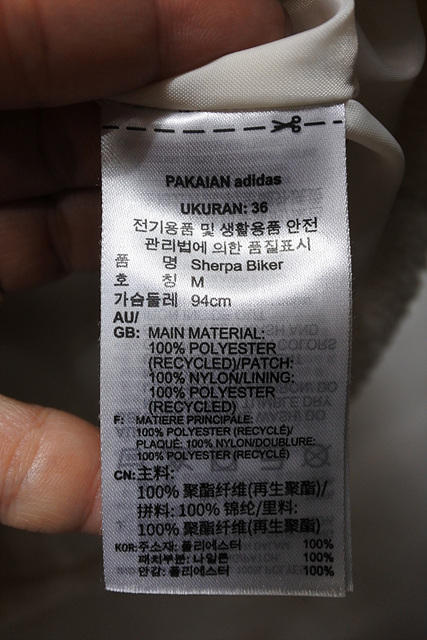 PAKAIAN adidas
UKURAN: 36
전기용품 및 생활용품 안전
관리법에 의한 품질표시
품 명 Sherpa Biker
호 칭 M
가슴둘레 94cm
AU/
GB: MAIN MATERIAL:
100% POLYESTER
(RECYCLED)/PATCH:
100% NYLON/LINING:
100% POLYESTER
(RECYCLED)
F: MATIERE PRINCIPALE:
100% POLYESTER (RECYCLÉ)/
PLAQUÉ: 100% NYLON/DOUBLURE:
100% POLYESTER (RECYCLÉ)
CN: 主料:
100% 聚酯纤维(再生聚酯)/
拼料: 100% 锦纶/里料:
100% 聚酯纤维(再生聚酯)
KOR: 주소재: 폴리에스터 100%
패치부분: 나일론 100%
안감: 폴리에스터 100%